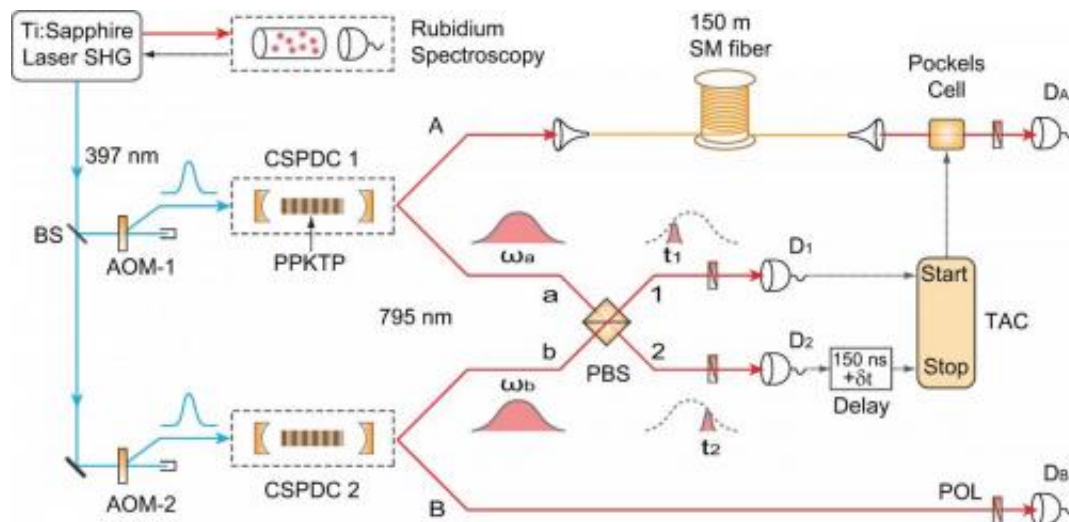 Ti:Sapphire
Laser SHG
Rubidium
Spectroscopy
150 m
SM fiber
Pockels
Cell
DA
A
397 nm
CSPDC 1
BS
AOM-1
PPKTP
ωa
t1
D1
Start
a
1
795 nm
TAC
b
2
D2
PBS
150 ns
+δt
Stop
Delay
ωb
t2
AOM-2
CSPDC 2
B
POL
DB